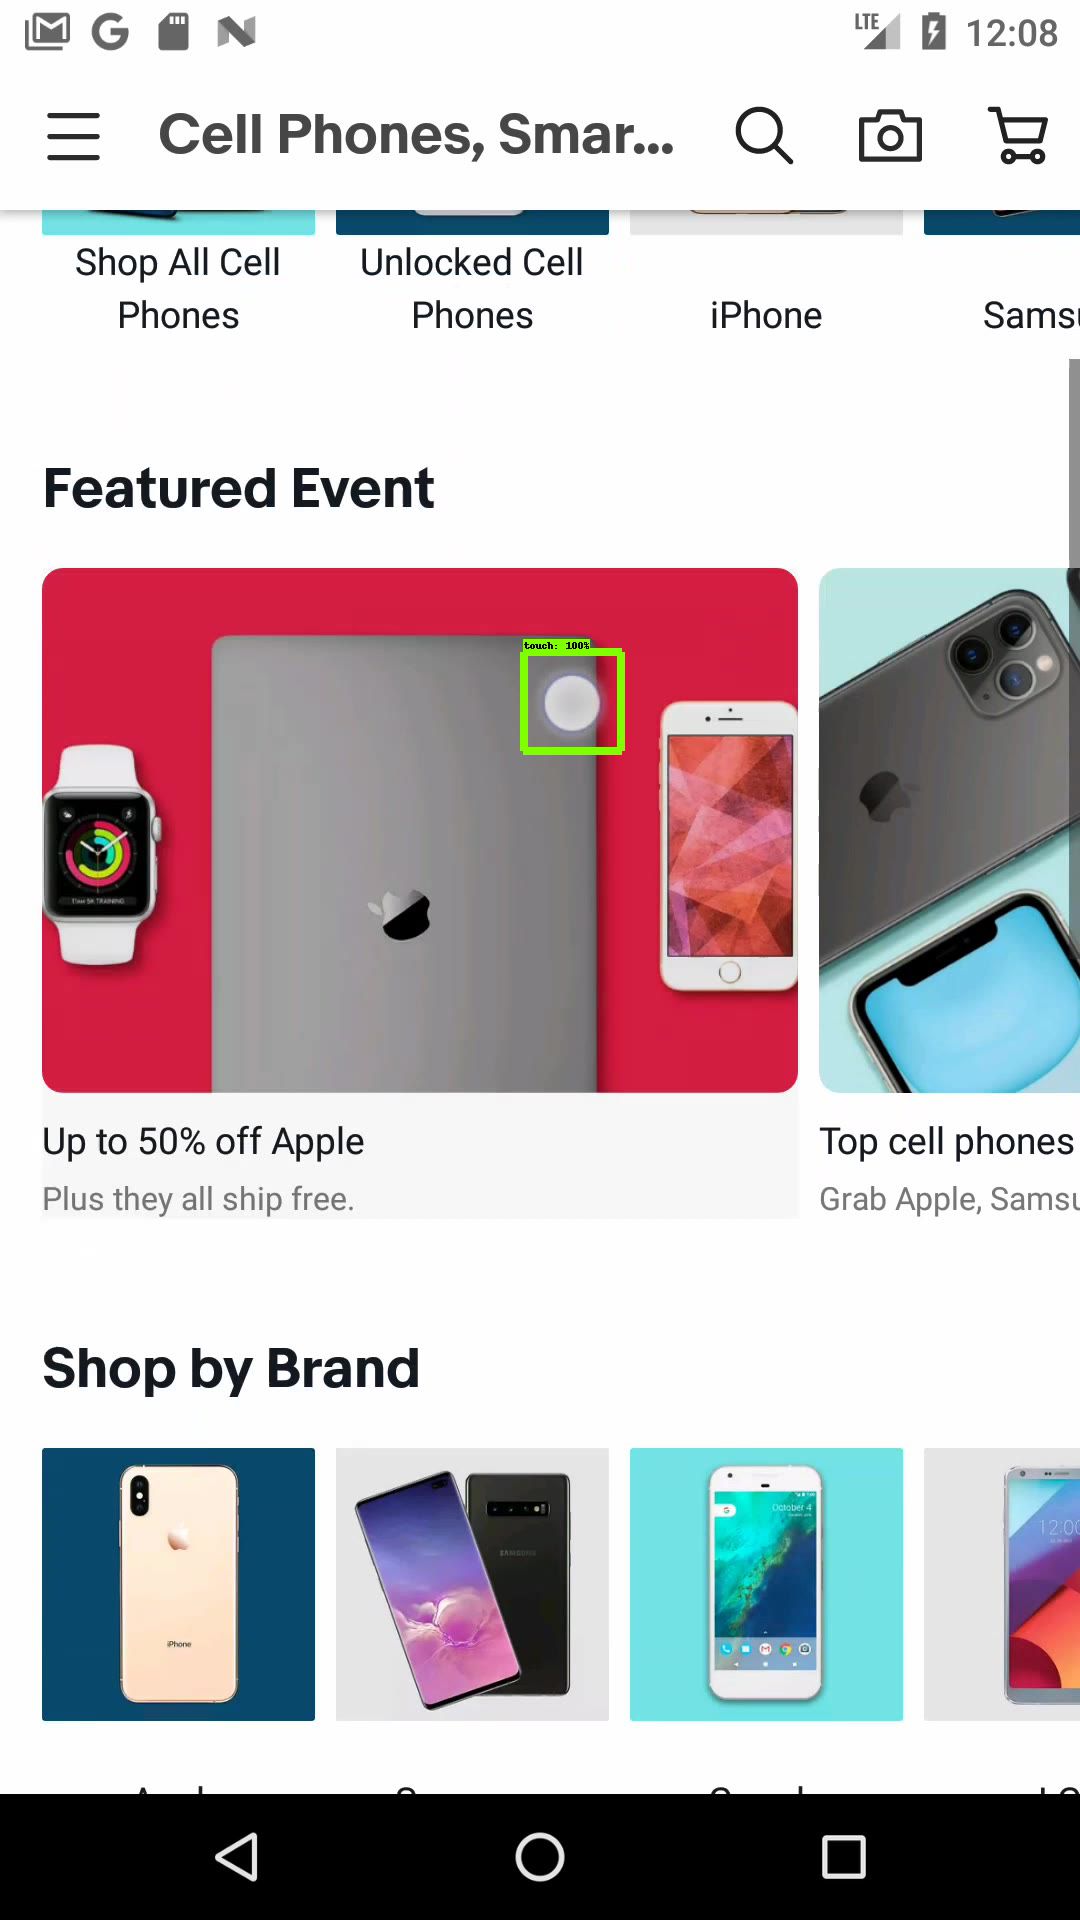 LTE 12:08
Cell Phones, Smar...
Shop All Cell
Phones
Unlocked Cell
Phones
iPhone
Samsu
Featured Event
touch: 100%
Up to 50% off Apple
Plus they all ship free.
Top cell phones
Grab Apple, Samsu
Shop by Brand
iPhone
SAMSUNG
October 4
12:00